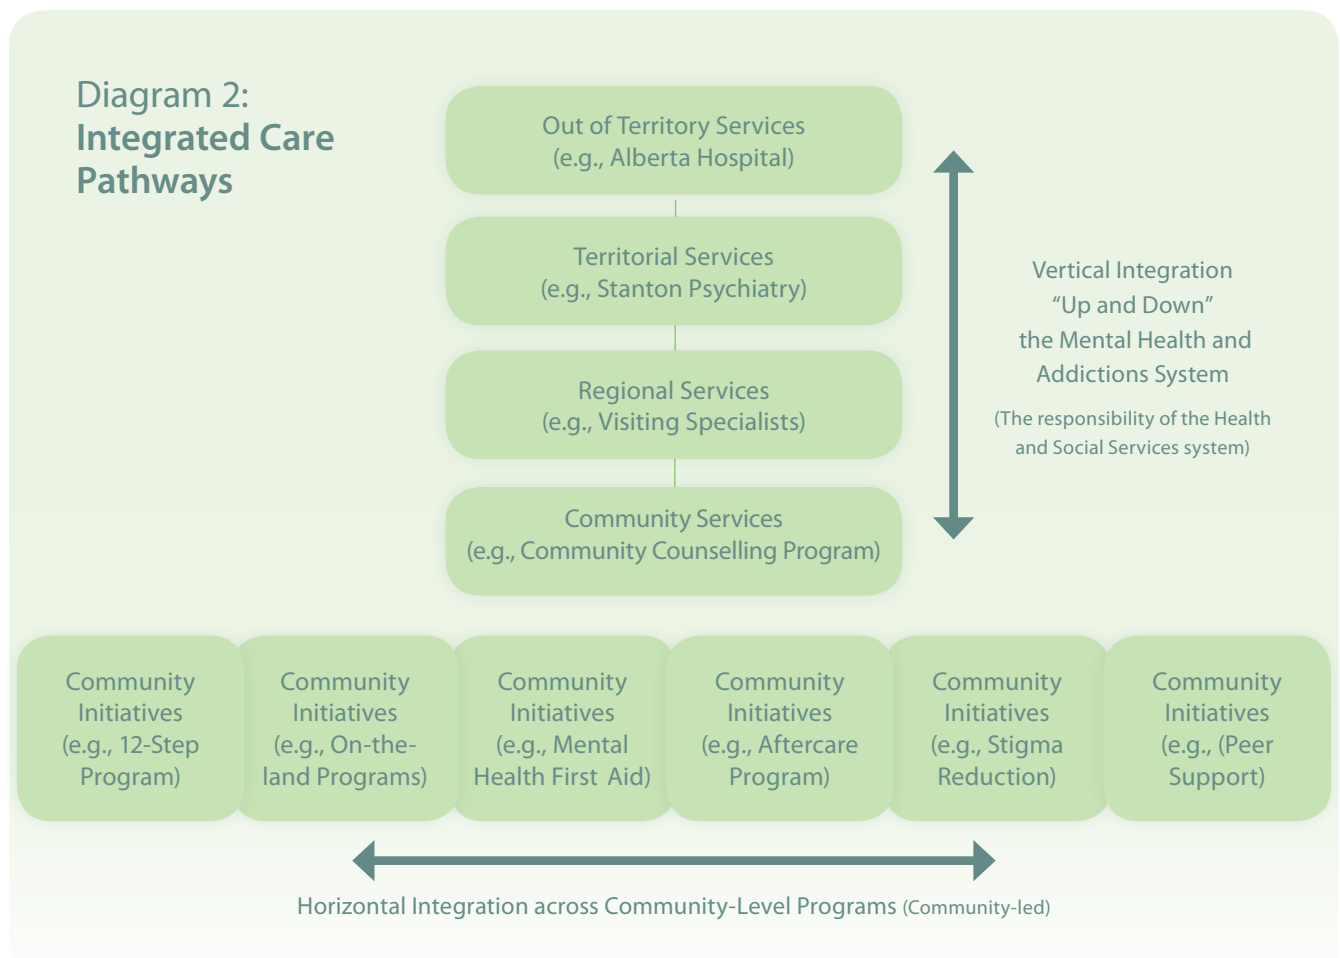 Diagram 2:
Integrated Care
Pathways
Out of Territory Services
(e.g., Alberta Hospital)
Territorial Services
(e.g., Stanton Psychiatry)
Regional Services
(e.g., Visiting Specialists)
Community Services
(e.g., Community Counselling Program)
Vertical Integration
“Up and Down”
the Mental Health and
Addictions System
(The responsibility of the Health
and Social Services system)
Community
Initiatives
(e.g., 12-Step
Program)
Community
Initiatives
(e.g., On-the-
land Programs)
Community
Initiatives
(e.g., Mental
Health First Aid)
Community
Initiatives
(e.g., Aftercare
Program)
Community
Initiatives
(e.g., Stigma
Reduction)
Community
Initiatives
(e.g., (Peer
Support)
Horizontal Integration across Community-Level Programs (Community-led)